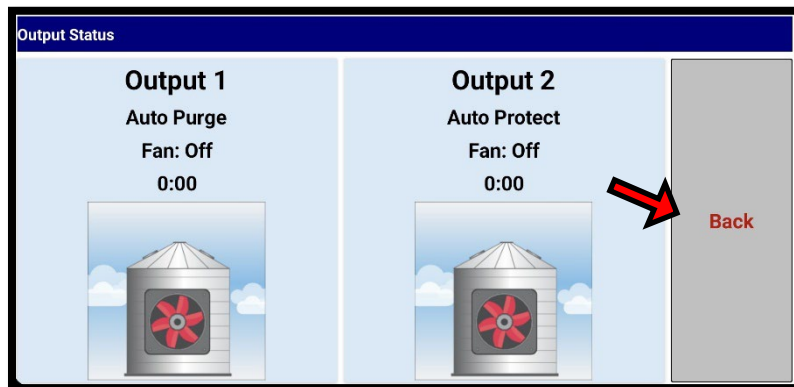 Output Status
Output 1
Auto Purge
Fan: Off
0:00
Output 2
Auto Protect
Fan: Off
0:00
Back